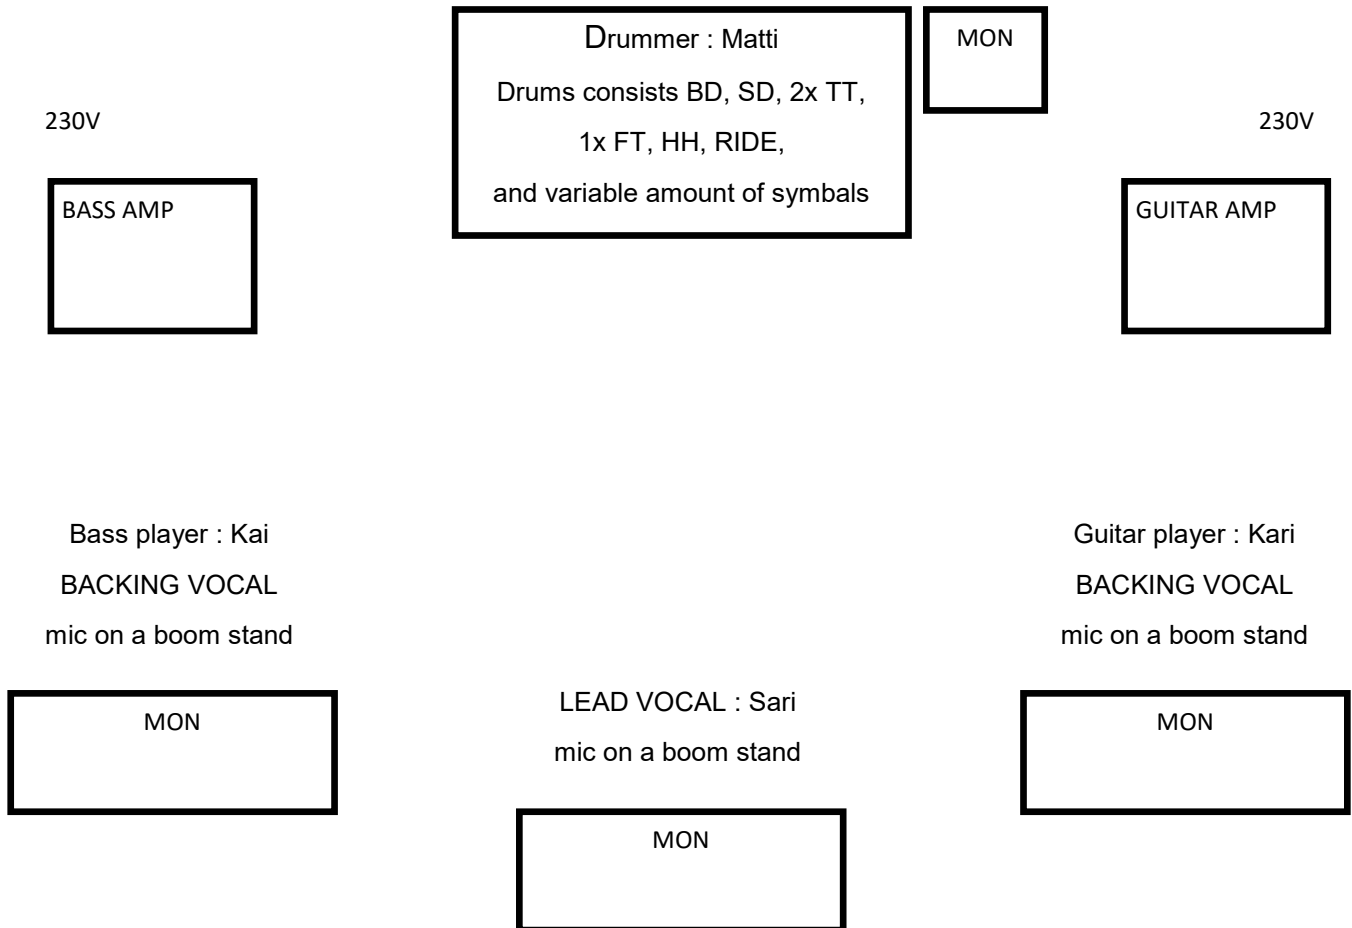 Drummer : Matti
Drums consists BD, SD, 2x TT,
1x FT, HH, RIDE,
and variable amount of symbals
MON
230V
230V
BASS AMP
GUITAR AMP
Bass player : Kai
BACKING VOCAL
mic on a boom stand
Guitar player : Kari
BACKING VOCAL
mic on a boom stand
MON
LEAD VOCAL : Sari
mic on a boom stand
MON
MON